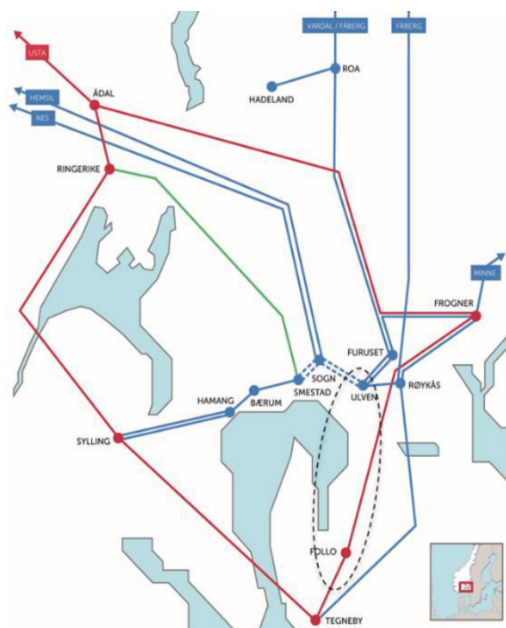 VARDAL / FÅBERG
FÅBERG
USTA
ROA
HADELAND
ÅDAL
HEMSIL
NES
RINGERIKE
MINNE
FROGNER
FURUSET
SOGN
SMESTAD
ULVEN
RØYKÅS
HAMANG
BÆRUM
SYLLING
FOLLO
TEGNEBY